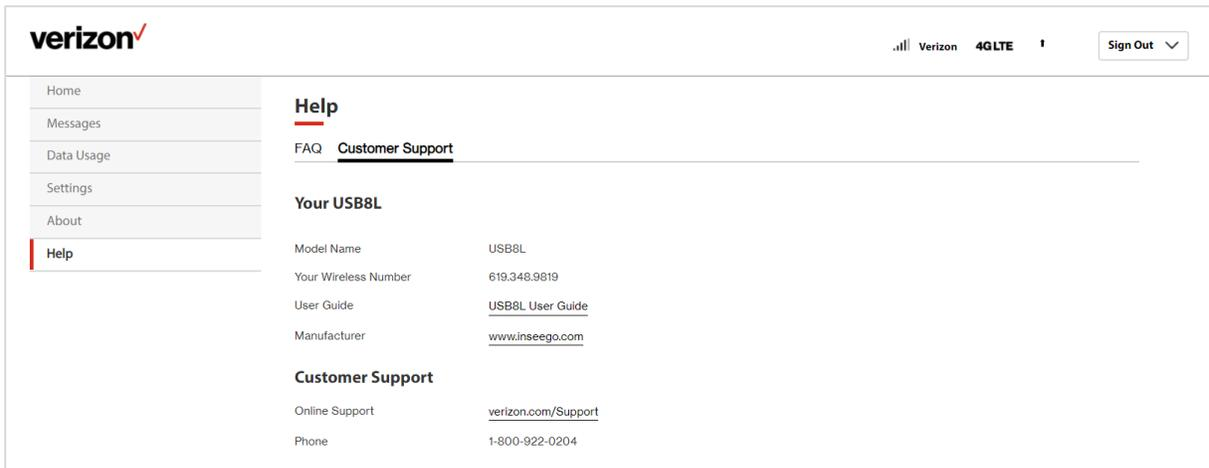 verizon
Verizon 4G LTE Sign Out
Home
Messages
Data Usage
Settings
About
Help
Help
FAQ Customer Support
Your USB8L
Model Name USB8L
Your Wireless Number 619.348.9819
User Guide USB8L User Guide
Manufacturer www.inseego.com
Customer Support
Online Support verizon.com/Support
Phone 1-800-922-0204